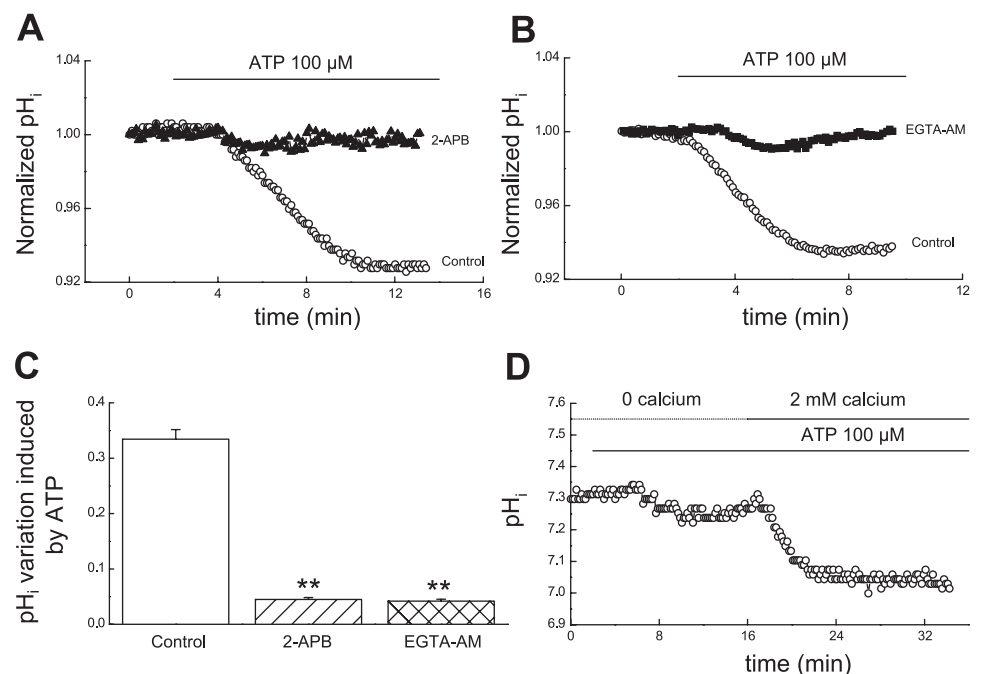 A
B
1.04
ATP 100 µM
1.00
2-APB
0.96
Control
0.92
Normalized pHi
0 4 8 12 16
time (min)
1.04
ATP 100 µM
1.00
EGTA-AM
0.96
Control
0.92
Normalized pHi
0 4 8 12
time (min)
C
D
0.4
0.3
0.2
0.1
0.0
pHi variation induced
by ATP
** **
Control 2-APB EGTA-AM
7.6
0 calcium 2 mM calcium
7.5
ATP 100 µM
7.4
7.3
7.2
7.1
7.0
6.9
pHi
0 8 16 24 32
time (min)